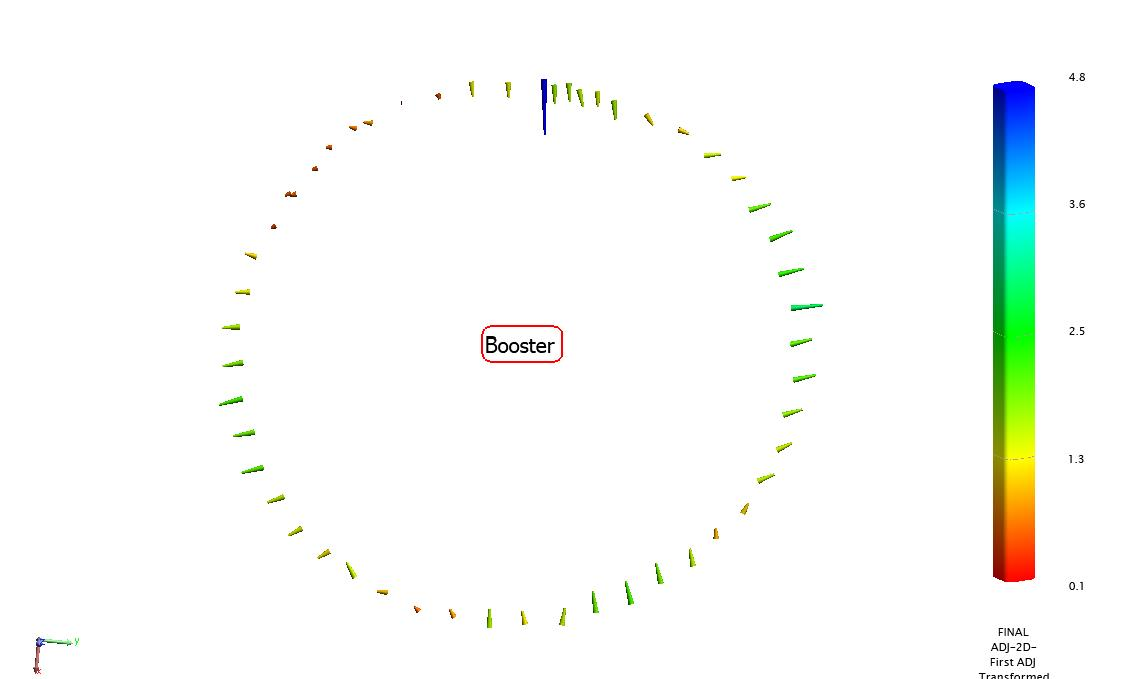 Booster
4.8
3.6
2.5
1.3
0.1
FINAL
ADJ-2D-
First ADJ
Transformed
y
x